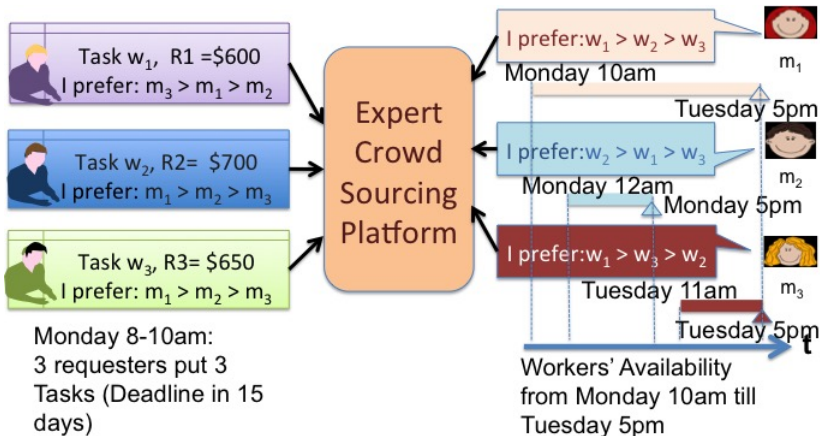 Task w₁, R1 =$600
I prefer: m₃ > m₁ > m₂
Task w₂, R2= $700
I prefer: m₁ > m₂ > m₃
Task w₃, R3= $650
I prefer: m₁ > m₂ > m₃
Monday 8-10am:
3 requesters put 3
Tasks (Deadline in 15
days)
Expert
Crowd
Sourcing
Platform
I prefer:w₁ > w₂ > w₃
m₁
Monday 10am
Tuesday 5pm
I prefer:w₂ > w₁ > w₃
m₂
Monday 12am
Monday 5pm
I prefer:w₁ > w₃ > w₂
m₃
Tuesday 11am
Tuesday 5pm
t
Workers' Availability
from Monday 10am till
Tuesday 5pm